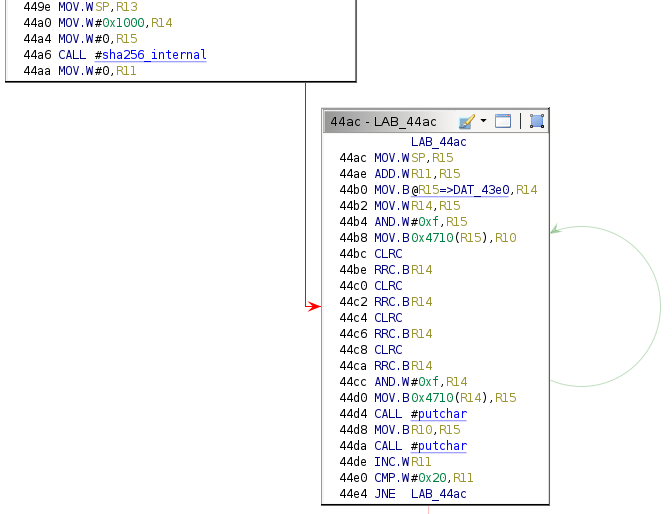 449e MOV.W SP,R13
44a0 MOV.W #0x1000,R14
44a4 MOV.W #0,R15
44a6 CALL #sha256_internal
44aa MOV.W #0,R11
44ac - LAB_44ac
LAB_44ac
44ac MOV.W SP,R15
44ae ADD.W R11,R15
44b0 MOV.B @R15=>DAT_43e0,R14
44b2 MOV.W R14,R15
44b4 AND.W #0xf,R15
44b8 MOV.B 0x4710(R15),R10
44bc CLRC
44be RRC.B R14
44c0 CLRC
44c2 RRC.B R14
44c4 CLRC
44c6 RRC.B R14
44c8 CLRC
44ca RRC.B R14
44cc AND.W #0xf,R14
44d0 MOV.B 0x4710(R14),R15
44d4 CALL #putchar
44d8 MOV.B R10,R15
44da CALL #putchar
44de INC.W R11
44e0 CMP.W #0x20,R11
44e4 JNE LAB_44ac